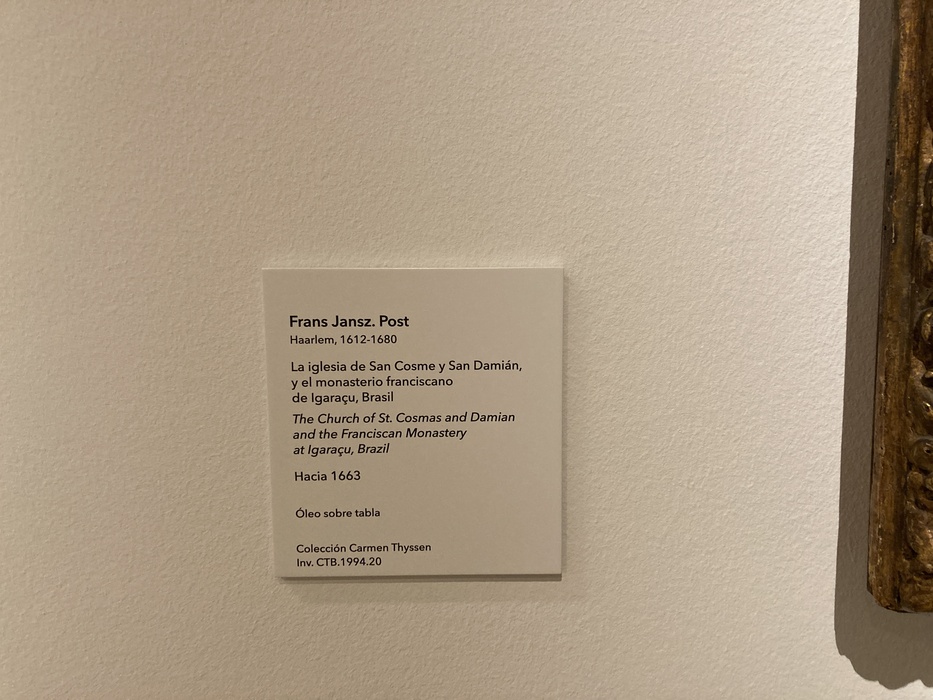 Frans Jansz. Post
Haarlem, 1612-1680
La iglesia de San Cosme y San Damián,
y el monasterio franciscano
de Igaraçu, Brasil
The Church of St. Cosmas and Damian
and the Franciscan Monastery
at Igaraçu, Brazil
Hacia 1663
Óleo sobre tabla
Colección Carmen Thyssen
Inv. CTB.1994.20